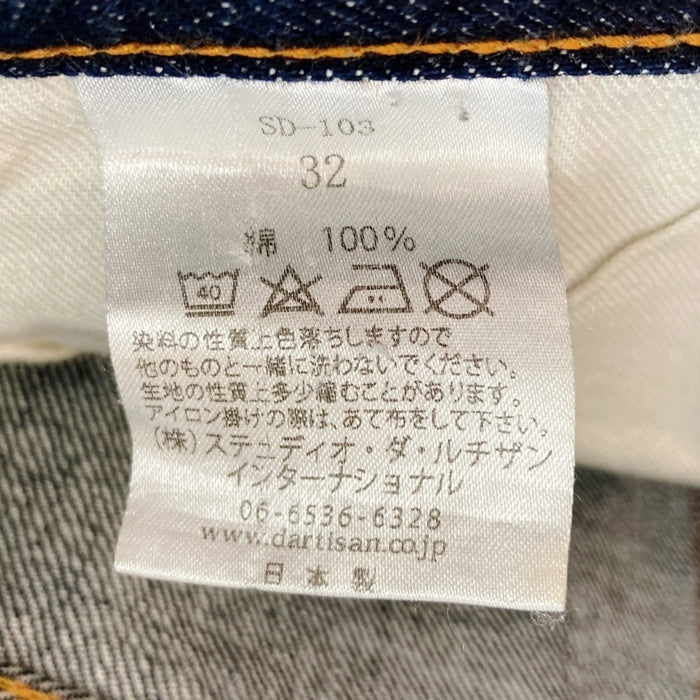 SD-103
32
綿 100%
40
染料の性質上色落ちしますので
他のものと一緒に洗わないでください。
生地の性質上多少縮むことがあります。
アイロン掛けの際は、あて布をして下さい。
(株)ステュディオ・ダ・ルチザン
インターナショナル
06-6536-6328
www.dartisan.co.jp
日本製